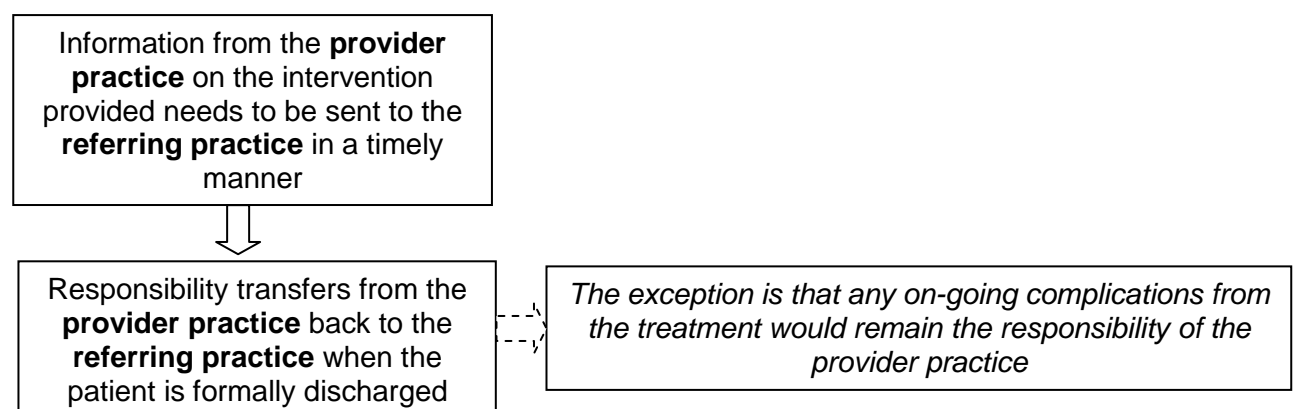 Information from the provider
practice on the intervention
provided needs to be sent to the
referring practice in a timely
manner
Responsibility transfers from the
provider practice back to the
referring practice when the
patient is formally discharged
The exception is that any on-going complications from
the treatment would remain the responsibility of the
provider practice